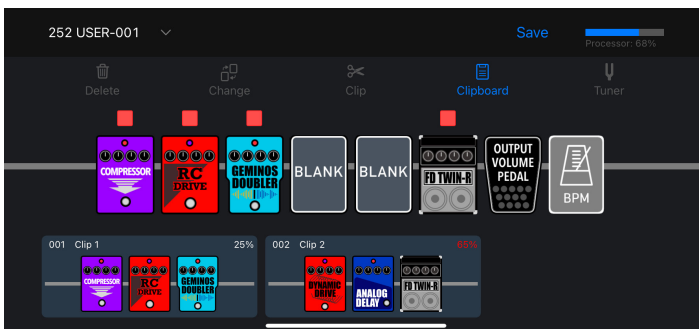 252 USER-001
Save
Processor: 68%
Delete
Change
Clip
Clipboard
Tuner
COMPRESSOR
RC
DRIVE
GEMINOS
DOUBLER
BLANK
BLANK
FD TWIN-R
OUTPUT
VOLUME
PEDAL
BPM
001 Clip 1 25%
COMPRESSOR
RC
DRIVE
GEMINOS
DOUBLER
002 Clip 2 65%
DYNAMIC
DRIVE
ANALOG
DELAY
FD TWIN-R